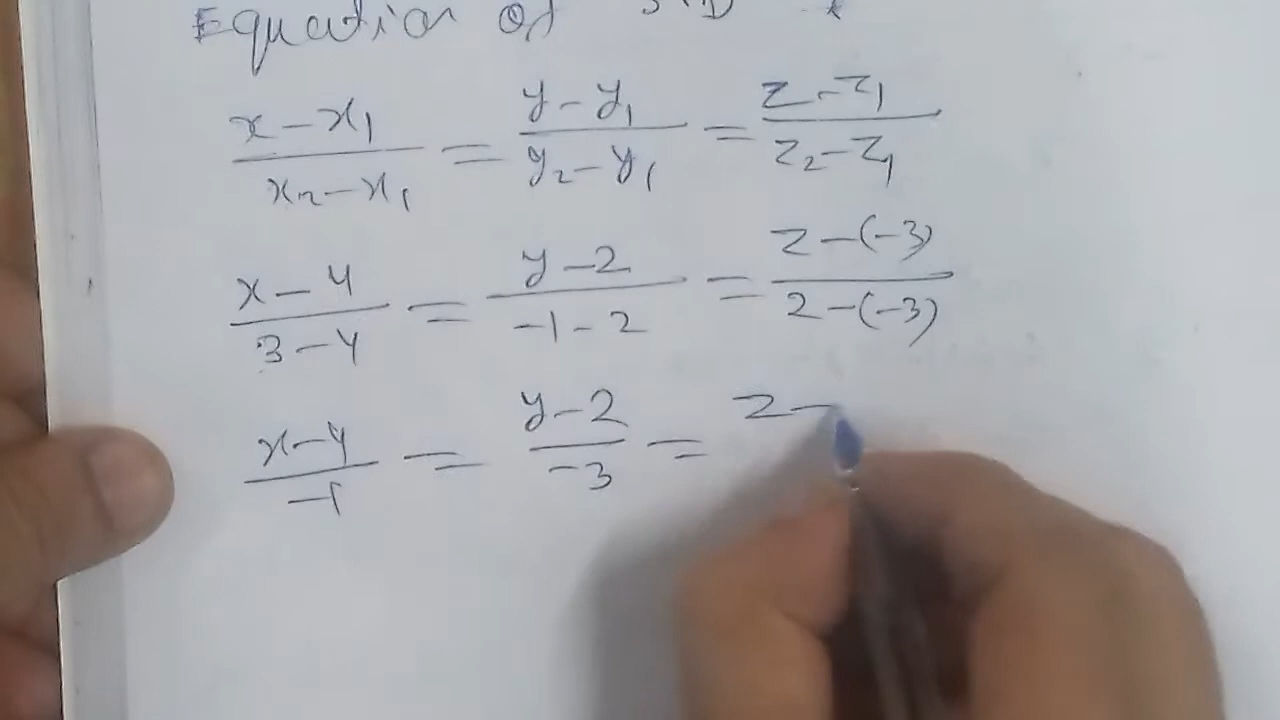 Equation of
x-x₁/x₂-x₁ = y-y₁/y₂-y₁ = z-z₁/z₂-z₁
x-4/3-4 = y-2/-1-2 = z-(-3)/2-(-3)
x-4/-1 = y-2/-3 = z-